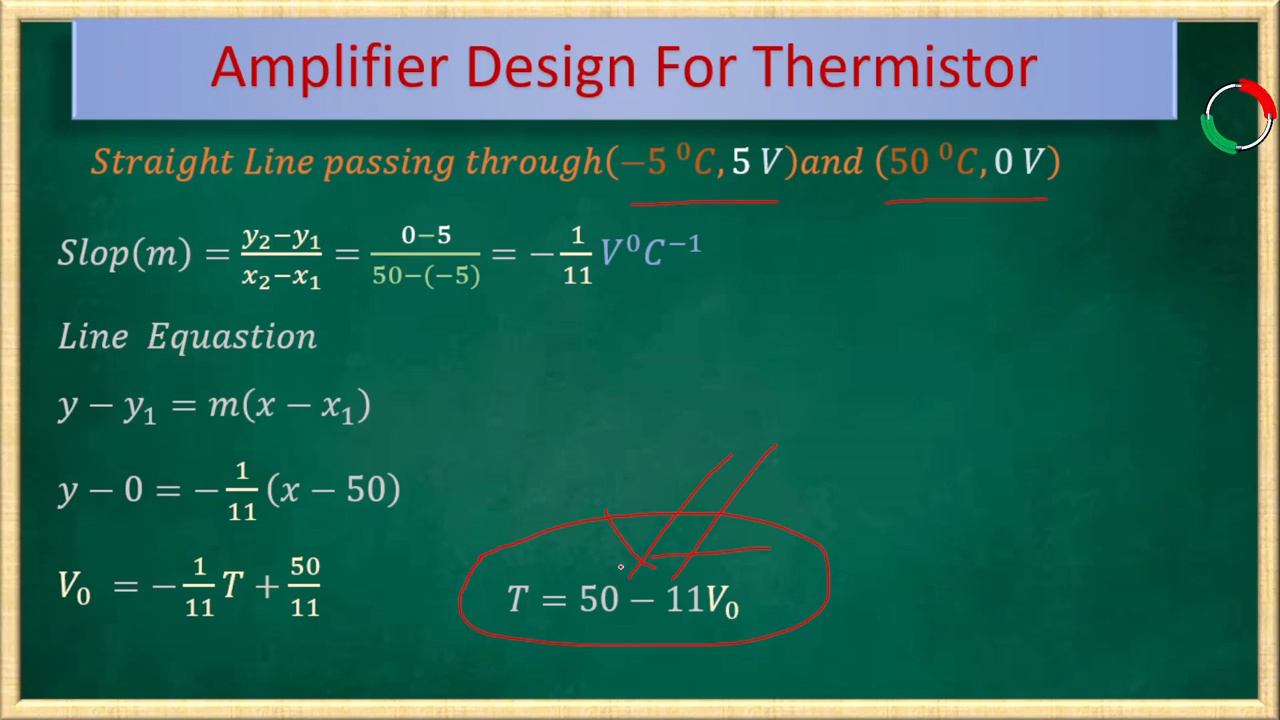 Amplifier Design For Thermistor
Straight Line passing through(−5 ⁰C, 5 V)and (50 ⁰C, 0 V)
Slop(m) = (y₂−y₁)/(x₂−x₁) = (0−5)/(50−(−5)) = −1/11 V⁰C⁻¹
Line Equastion
y − y₁ = m(x − x₁)
y − 0 = −1/11 (x − 50)
V₀ = −1/11 T + 50/11
T = 50 − 11V₀